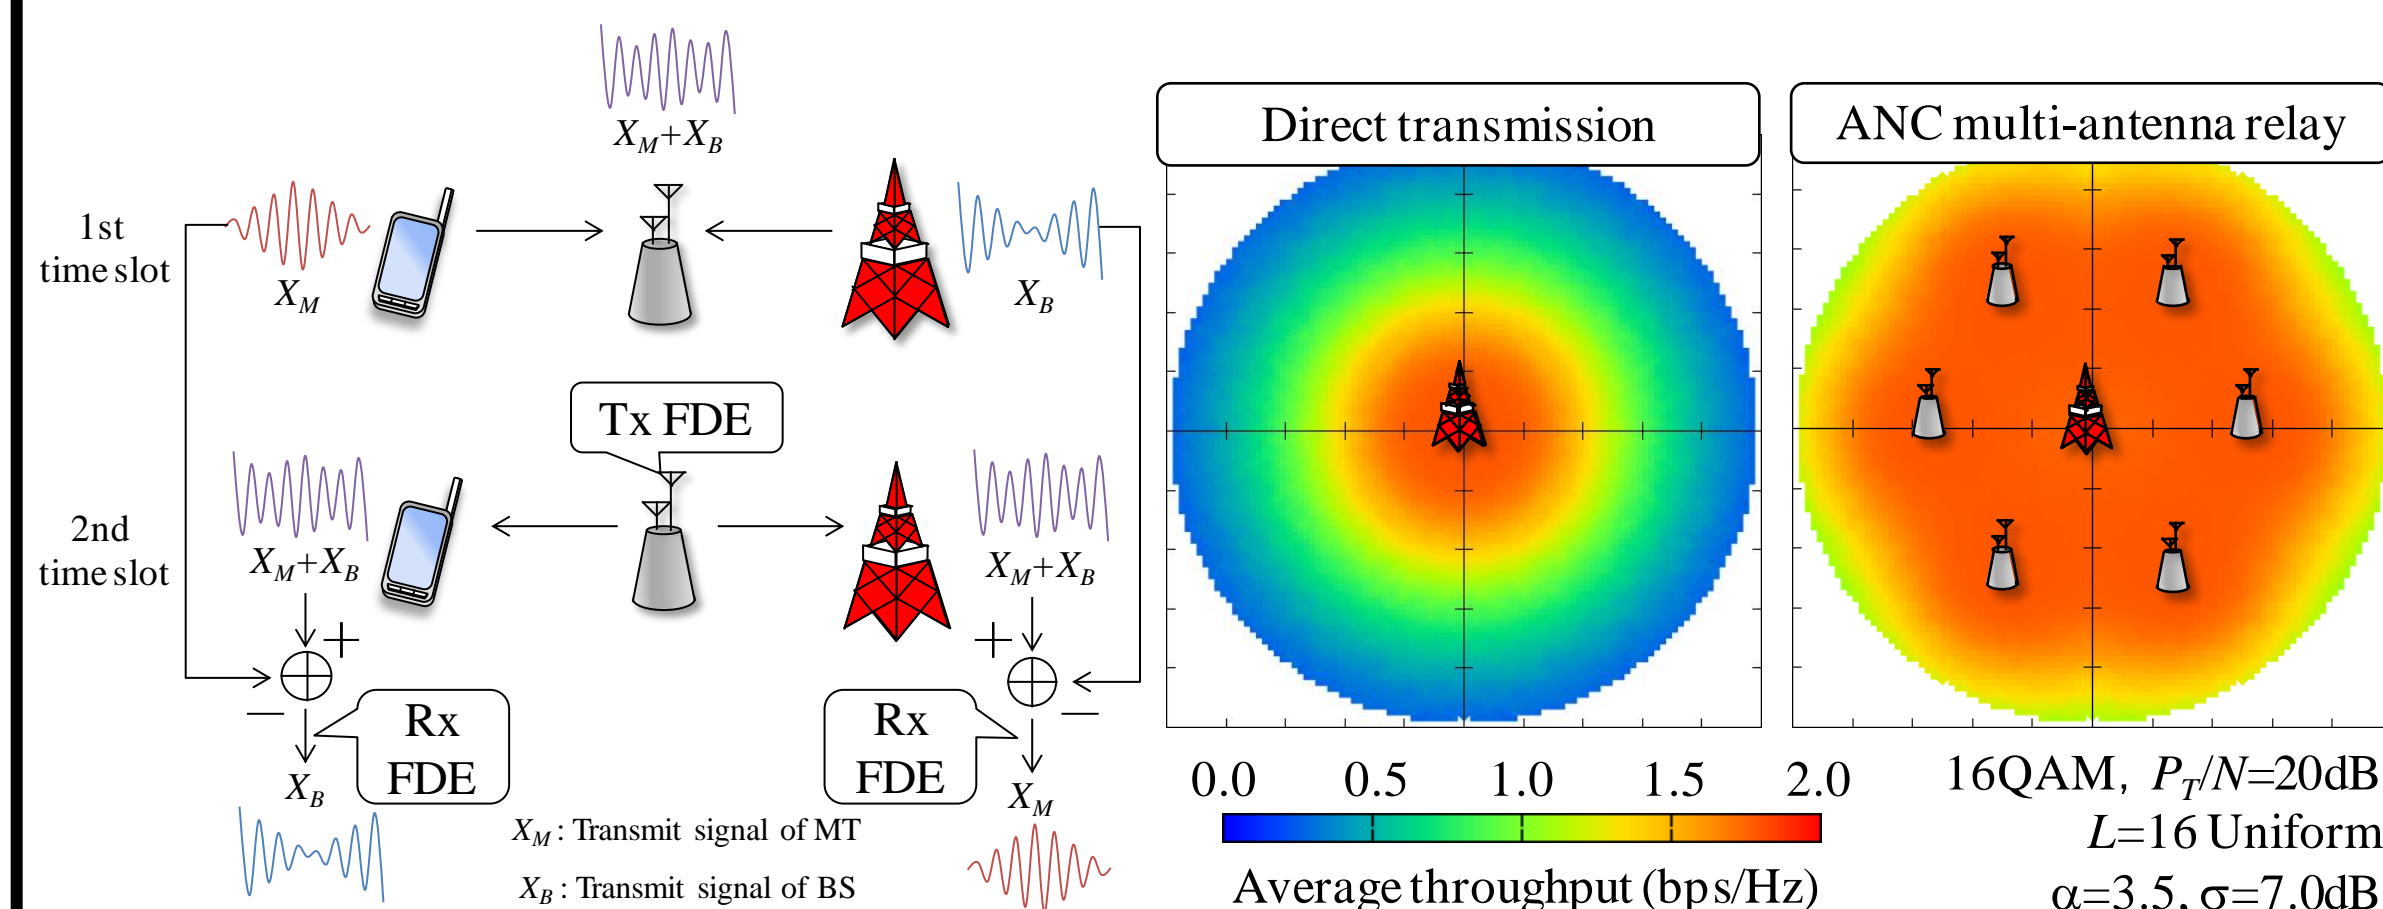 X_M+X_B
1st
time slot
X_M
X_B
Direct transmission
ANC multi-antenna relay
Tx FDE
2nd
time slot
X_M+X_B
X_M+X_B
+
+
−
−
Rx
FDE
Rx
FDE
X_B
X_M
X_M : Transmit signal of MT
X_B : Transmit signal of BS
0.0 0.5 1.0 1.5 2.0
Average throughput (bps/Hz)
16QAM, P_T/N=20dB
L=16 Uniform
α=3.5, σ=7.0dB